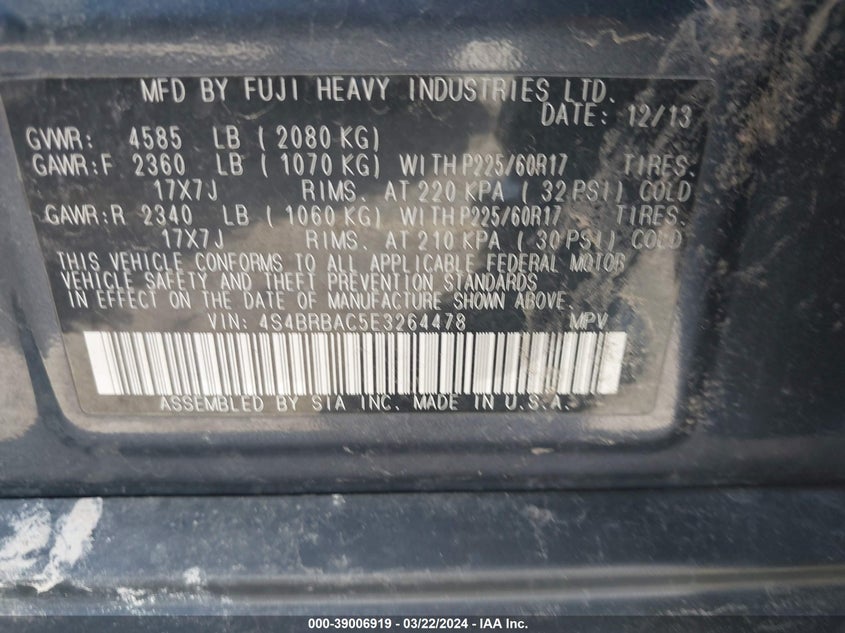 MFD BY FUJI HEAVY INDUSTRIES LTD.
DATE: 12/13
GVWR: 4585 LB (2080 KG)
GAWR:F 2360 LB (1070 KG) WITH P225/60R17 TIRES.
17X7J RIMS. AT 220 KPA (32 PSI) COLD
GAWR:R 2340 LB (1060 KG) WITH P225/60R17 TIRES.
17X7J RIMS. AT 210 KPA (30 PSI) COLD
THIS VEHICLE CONFORMS TO ALL APPLICABLE FEDERAL MOTOR
VEHICLE SAFETY AND THEFT PREVENTION STANDARDS
IN EFFECT ON THE DATE OF MANUFACTURE SHOWN ABOVE.
VIN: 4S4BRBAC5E3264478 MPV
ASSEMBLED BY SIA INC. MADE IN U.S.A.
000-39006919 - 03/22/2024 - IAA Inc.